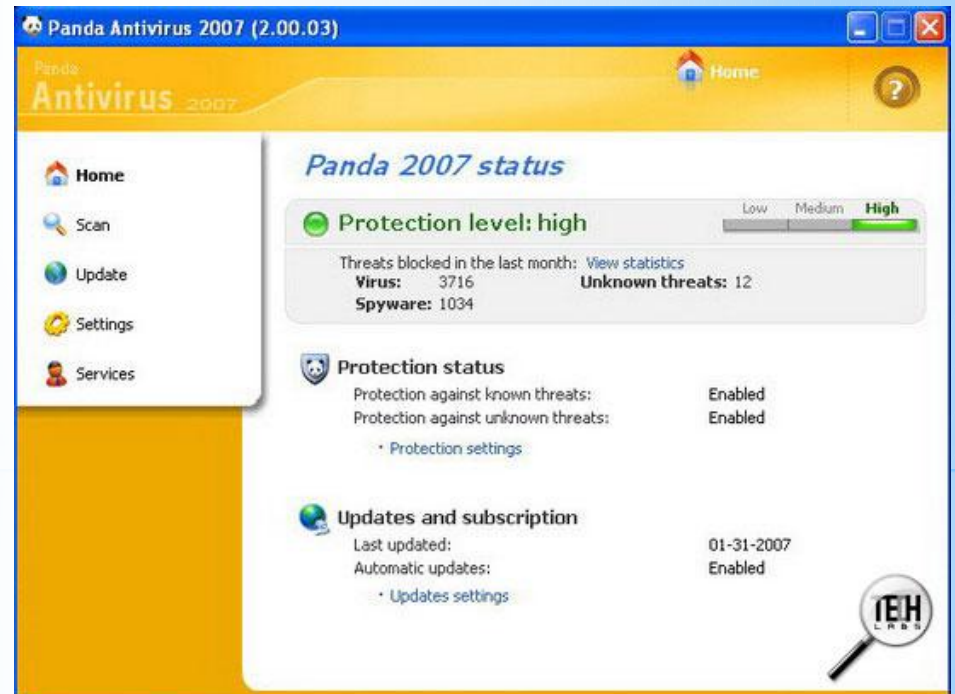 Panda Antivirus 2007 (2.00.03)
Panda
Antivirus 2007
Home
?
Home
Scan
Update
Settings
Services
Panda 2007 status
Protection level: high
Low Medium High
Threats blocked in the last month: View statistics
Virus: 3716 Unknown threats: 12
Spyware: 1034
Protection status
Protection against known threats: Enabled
Protection against unknown threats: Enabled
· Protection settings
Updates and subscription
Last updated: 01-31-2007
Automatic updates: Enabled
· Updates settings
TECH
LABS